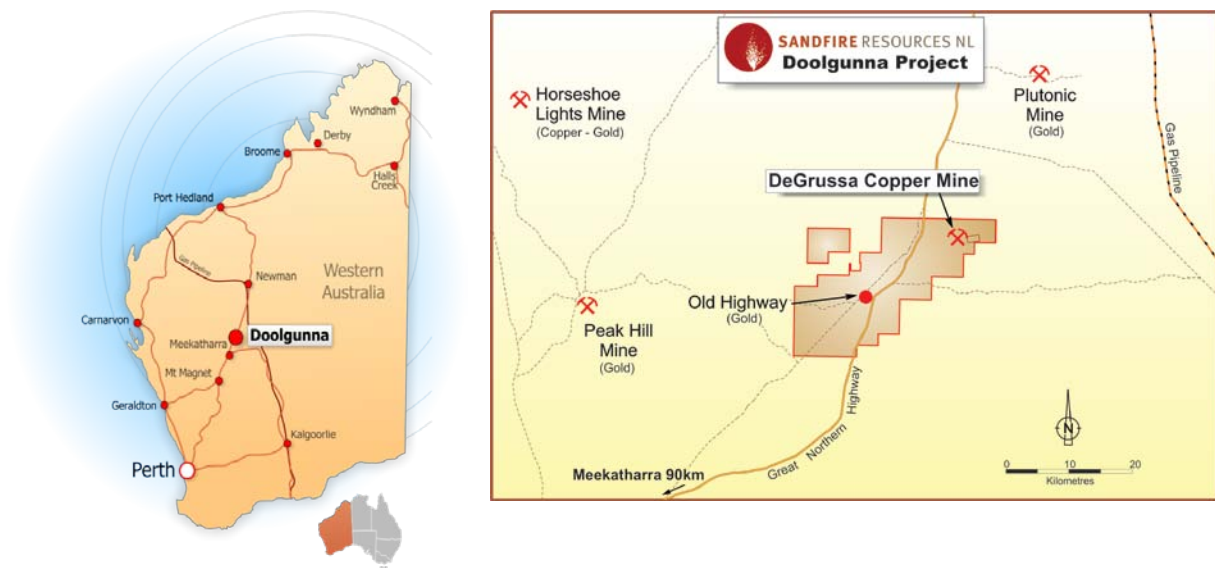 Wyndham
Derby
Broome
Halls
Creek
Port Hedland
Gas Pipeline
Newman
Western
Australia
Carnarvon
Doolgunna
Meekatharra
Mt Magnet
Geraldton
Kalgoorlie
Perth
SANDFIRE RESOURCES NL
Doolgunna Project
Horseshoe
Lights Mine
(Copper - Gold)
Plutonic
Mine
(Gold)
Gas Pipeline
DeGrussa Copper Mine
Old Highway
(Gold)
Peak Hill
Mine
(Gold)
Great Northern Highway
N
Meekatharra 90km
0 10 20
Kilometres